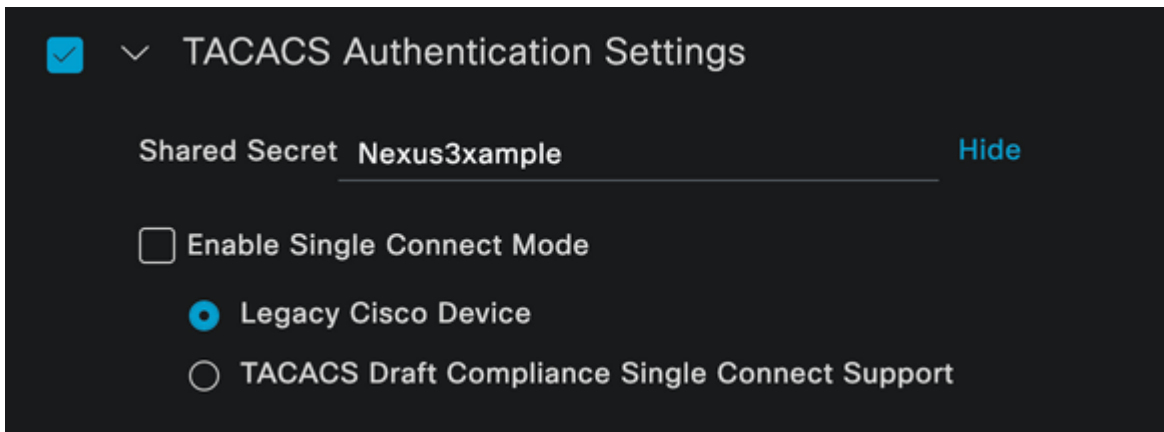 TACACS Authentication Settings
Shared Secret Nexus3xample Hide
Enable Single Connect Mode
Legacy Cisco Device
TACACS Draft Compliance Single Connect Support